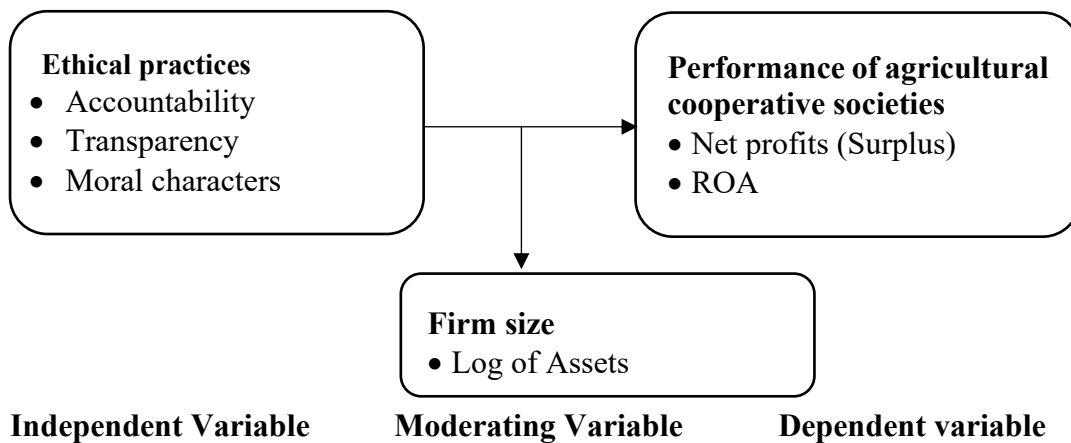 Ethical practices
• Accountability
• Transparency
• Moral characters
Performance of agricultural
cooperative societies
• Net profits (Surplus)
• ROA
Firm size
• Log of Assets
Independent Variable Moderating Variable Dependent variable